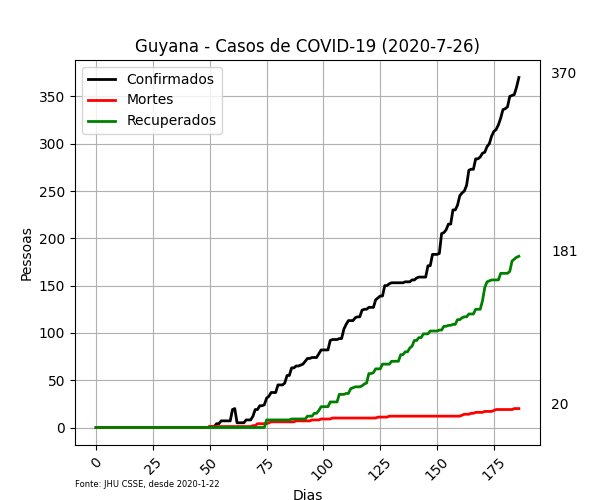 Guyana - Casos de COVID-19 (2020-7-26)
Confirmados
Mortes
Recuperados
370
181
20
350
300
250
200
150
100
50
0
Pessoas
0
25
50
75
100
125
150
175
Fonte: JHU CSSE, desde 2020-1-22
Dias